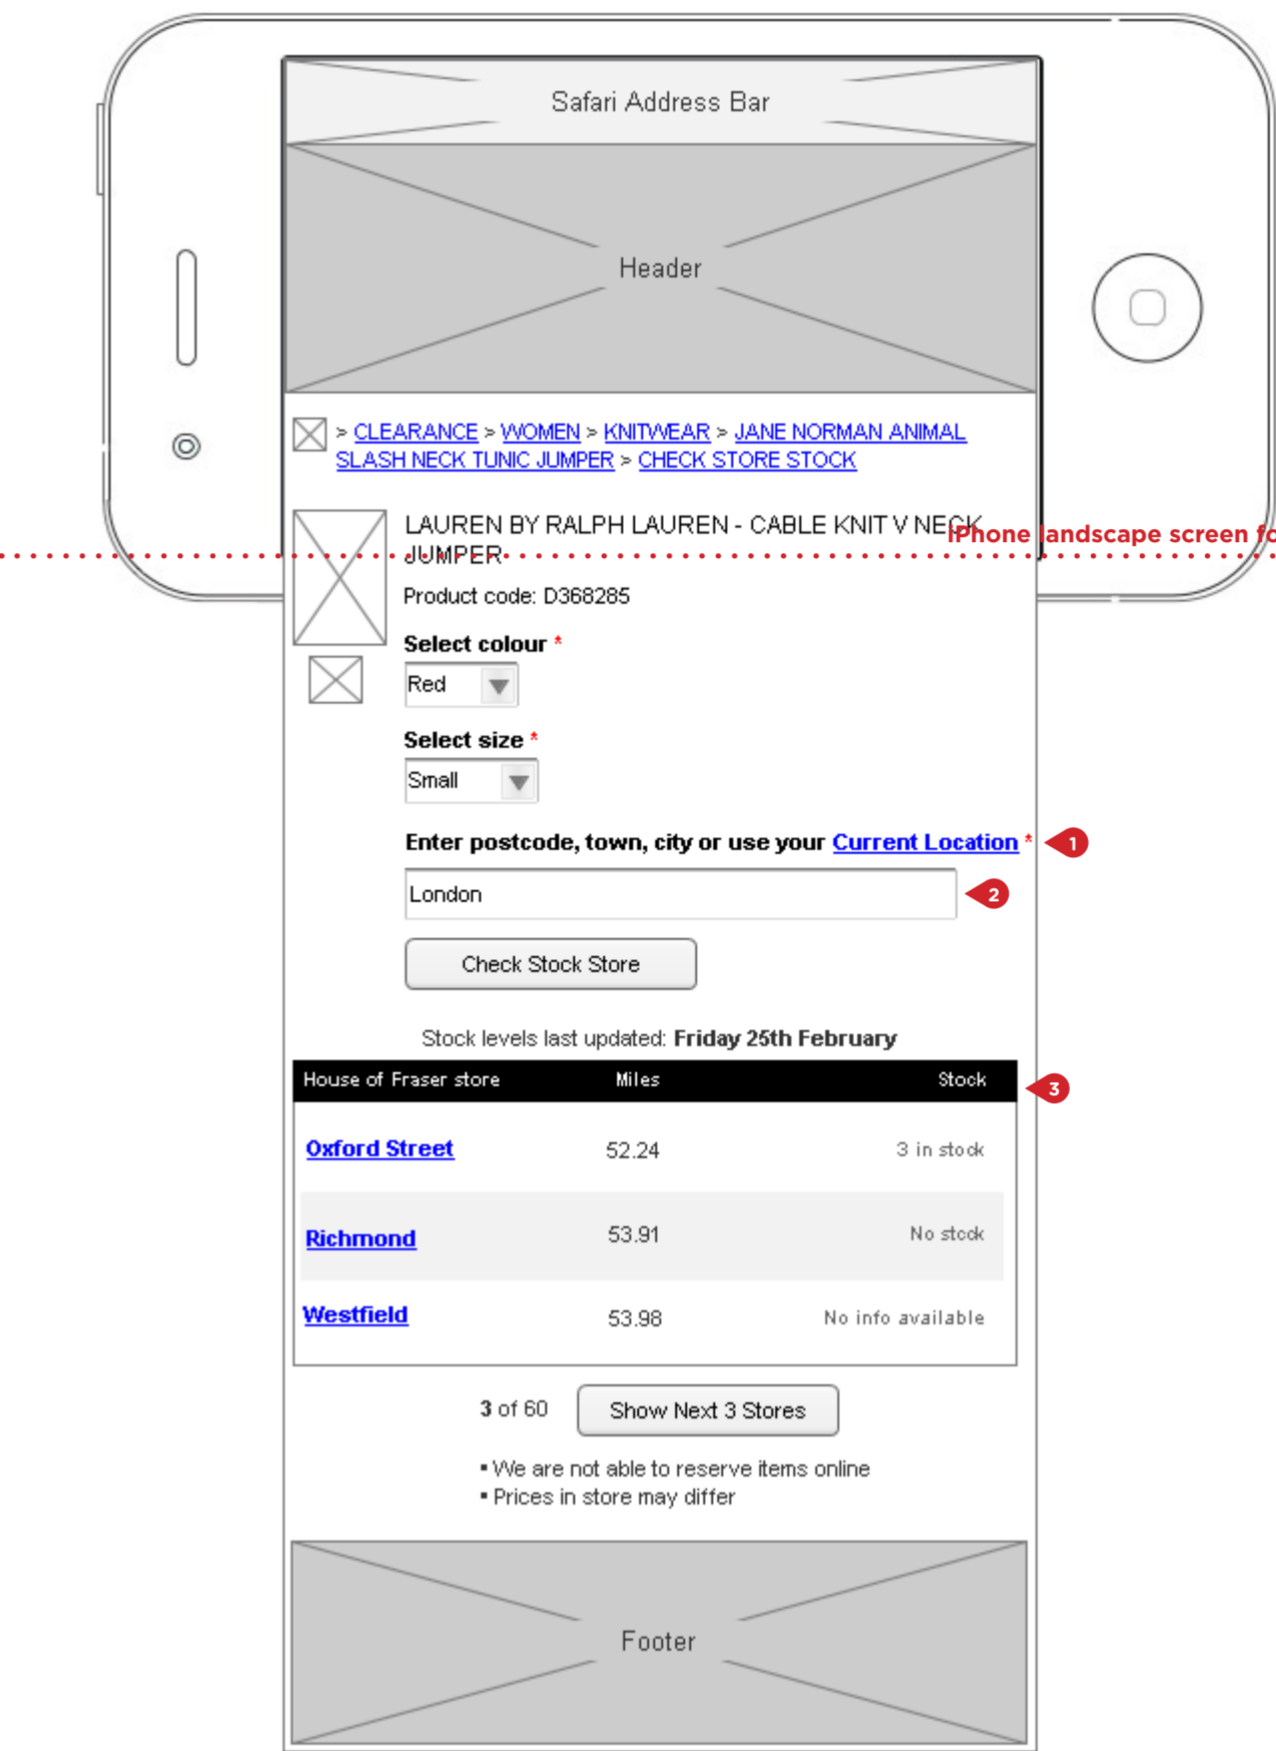 Safari Address Bar
Header
> CLEARANCE > WOMEN > KNITWEAR > JANE NORMAN ANIMAL
SLASH NECK TUNIC JUMPER > CHECK STORE STOCK
LAUREN BY RALPH LAUREN - CABLE KNIT V NECK
iPhone landscape screen
JUMPER
Product code: D368285
Select colour *
Red
Select size *
Small
Enter postcode, town, city or use your Current Location *
1
London
2
Check Stock Store
Stock levels last updated: Friday 25th February
House of Fraser store Miles Stock
3
Oxford Street 52.24 3 in stock
Richmond 53.91 No stock
Westfield 53.98 No info available
3 of 60 Show Next 3 Stores
▪ We are not able to reserve items online
▪ Prices in store may differ
Footer